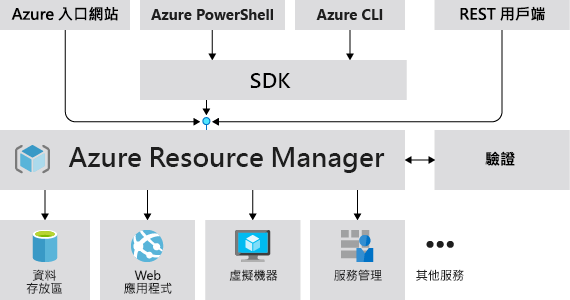 Azure 入口網站
Azure PowerShell
Azure CLI
REST 用戶端
SDK
Azure Resource Manager
驗證
資料
存放區
Web
應用程式
虛擬機器
服務管理
其他服務